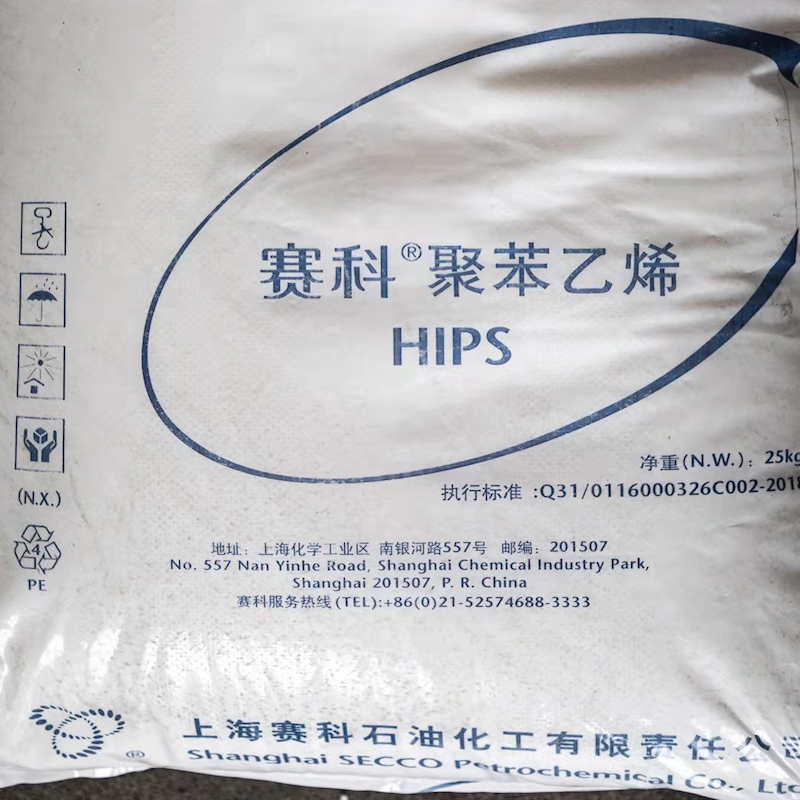 赛科®聚苯乙烯
HIPS
净重(N.W.): 25kg
执行标准 :Q31/0116000326C002-2018
(N.X.)
4
PE
地址: 上海化学工业区 南银河路557号 邮编: 201507
No. 557 Nan Yinhe Road, Shanghai Chemical Industry Park,
Shanghai 201507, P. R. China
赛科服务热线(TEL):+86(0)21-52574688-3333
®
上海赛科石油化工有限责任公
Shanghai SECCO Petrochemical Co., Ltd